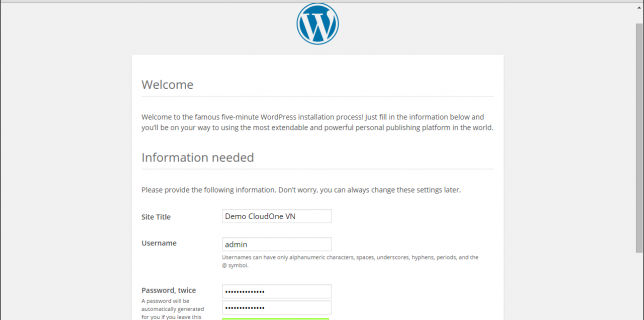 Welcome
Welcome to the famous five-minute WordPress installation process! Just fill in the information below and
you'll be on your way to using the most extendable and powerful personal publishing platform in the world.
Information needed
Please provide the following information. Don't worry, you can always change these settings later.
Site Title
Demo CloudOne VN
Username
admin
Usernames can have only alphanumeric characters, spaces, underscores, hyphens, periods, and the
@ symbol.
Password, twice
••••••••••••••
A password will be
automatically generated
for you if you leave this
••••••••••••••